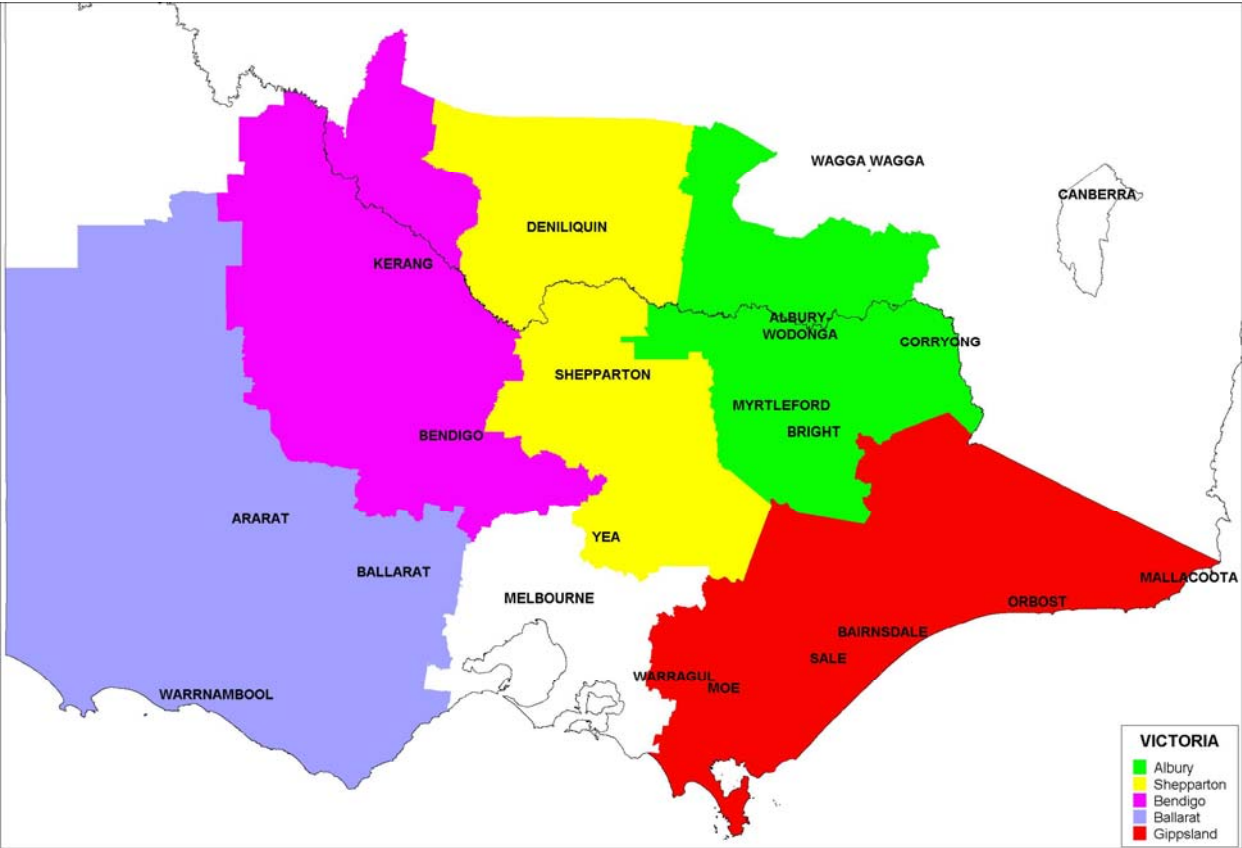 WAGGA WAGGA
CANBERRA
DENILIQUIN
KERANG
ALBURY
WODONGA
CORRYONG
SHEPPARTON
MYRTLEFORD
BRIGHT
BENDIGO
ARARAT
YEA
BALLARAT
MALLACOOTA
MELBOURNE
ORBOST
BAIRNSDALE
SALE
WARRAGUL
MOE
WARRNAMBOOL
VICTORIA
Albury
Shepparton
Bendigo
Ballarat
Gippsland